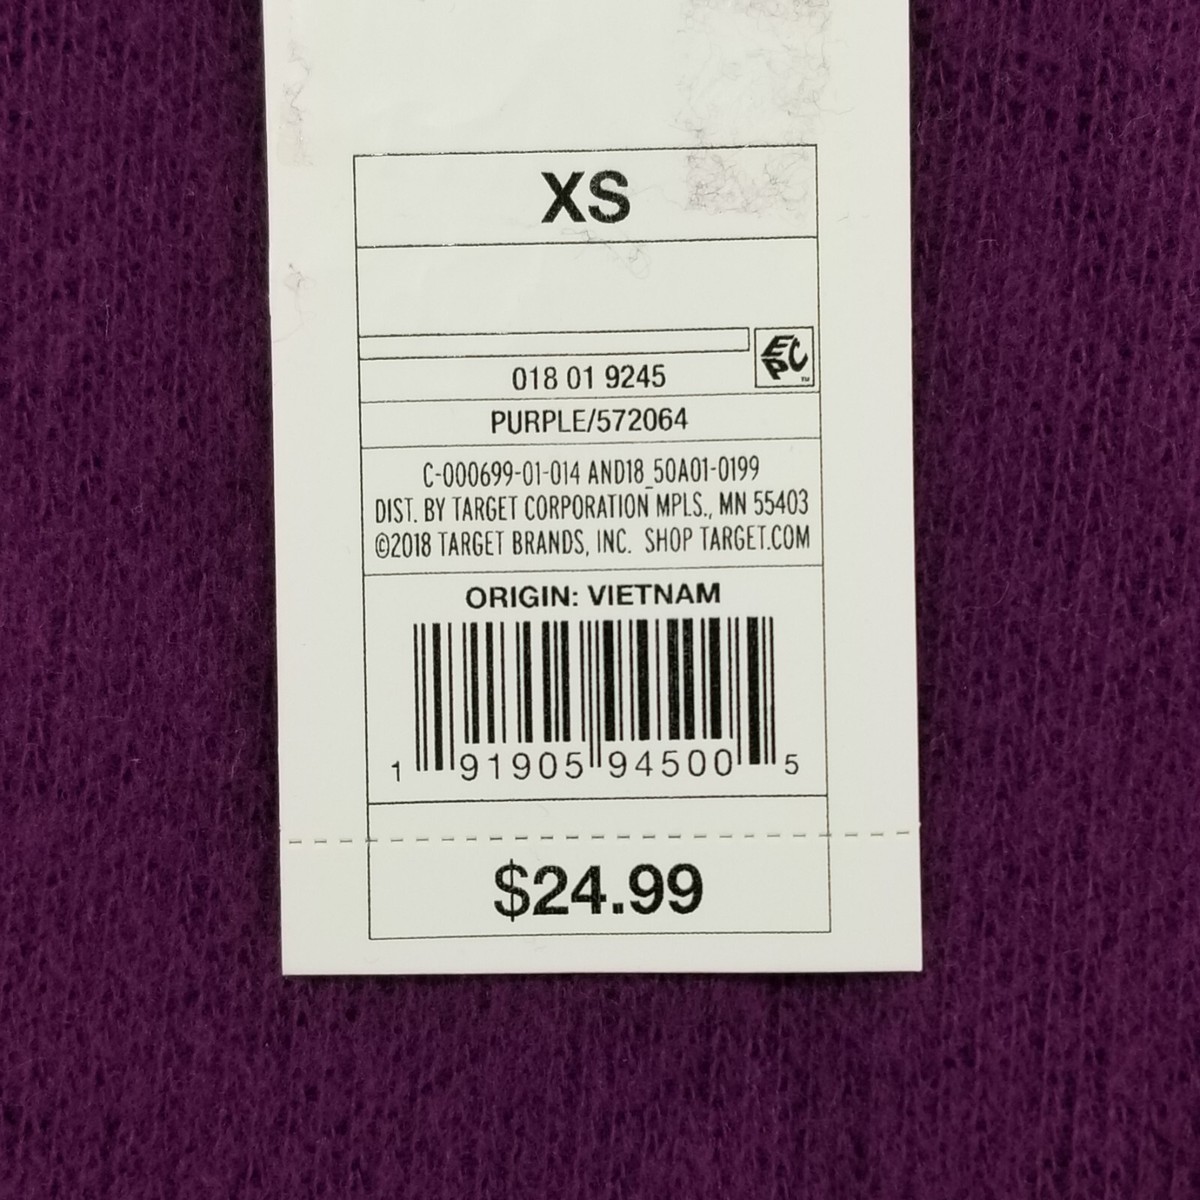 XS
EPC™
018 01 9245
PURPLE/572064
C-000699-01-014 AND18_50A01-0199
DIST. BY TARGET CORPORATION MPLS., MN 55403
©2018 TARGET BRANDS, INC. SHOP TARGET.COM
ORIGIN: VIETNAM
1 91905 94500 5
$24.99